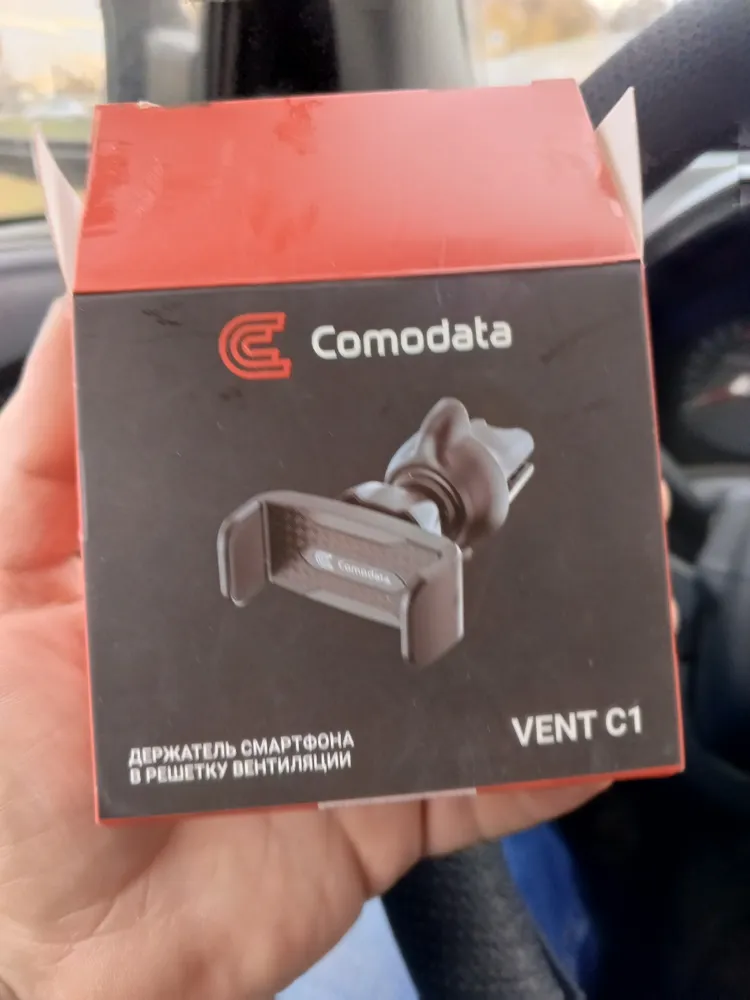 Comodata
Comodata
VENT C1
ДЕРЖАТЕЛЬ СМАРТФОНА
В РЕШЕТКУ ВЕНТИЛЯЦИИ